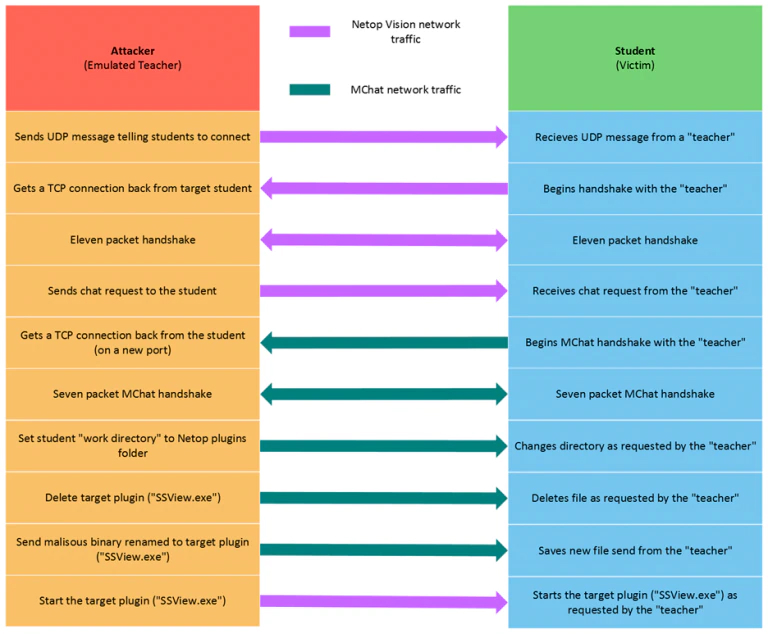 Attacker
(Emulated Teacher)
Netop Vision network
traffic
MChat network traffic
Student
(Victim)
Sends UDP message telling students to connect
Recieves UDP message from a "teacher"
Gets a TCP connection back from target student
Begins handshake with the "teacher"
Eleven packet handshake
Eleven packet handshake
Sends chat request to the student
Receives chat request from the "teacher"
Gets a TCP connection back from the student
(on a new port)
Begins MChat handshake with the "teacher"
Seven packet MChat handshake
Seven packet MChat handshake
Set student "work directory" to Netop plugins
folder
Changes directory as requested by the "teacher"
Delete target plugin ("SSView.exe")
Deletes file as requested by the "teacher"
Send malisous binary renamed to target plugin
("SSView.exe")
Saves new file send from the "teacher"
Start the target plugin ("SSView.exe")
Starts the target plugin ("SSView.exe") as
requested by the "teacher"